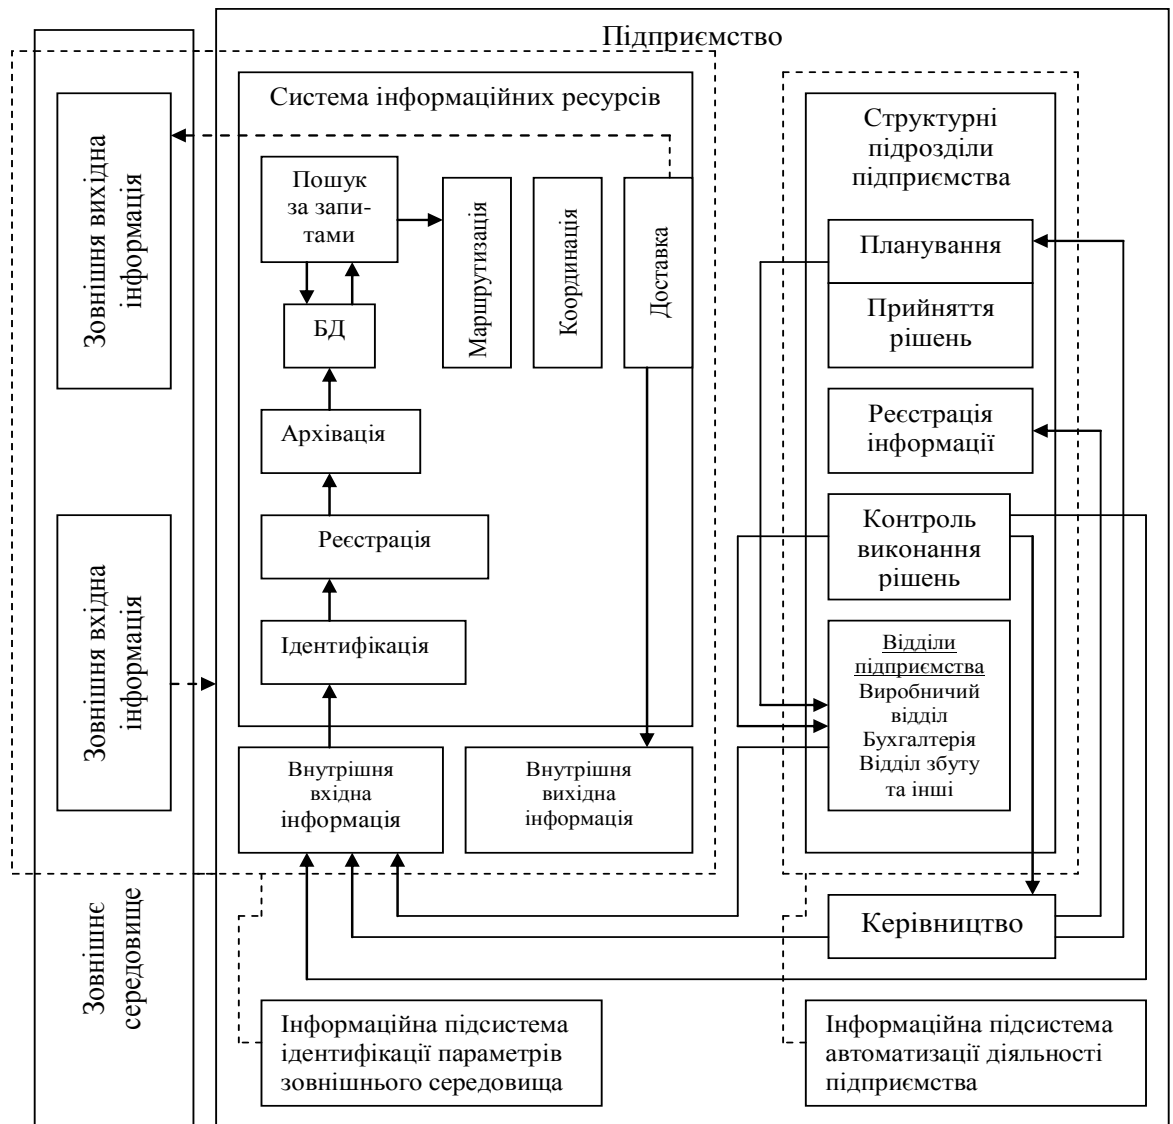 Підприємство
Зовнішня вихідна
інформація
Зовнішня вхідна
інформація
Зовнішнє
середовище
Система інформаційних ресурсів
Пошук
за запи-
тами
БД
Маршрутизація
Координація
Доставка
Архівація
Реєстрація
Ідентифікація
Внутрішня
вхідна
інформація
Внутрішня
вихідна
інформація
Структурні
підрозділи
підприємства
Планування
Прийняття
рішень
Реєстрація
інформації
Контроль
виконання
рішень
Відділи
підприємства
Виробничий
відділ
Бухгалтерія
Відділ збуту
та інші
Керівництво
Інформаційна підсистема
ідентифікації параметрів
зовнішнього середовища
Інформаційна підсистема
автоматизації діяльності
підприємства